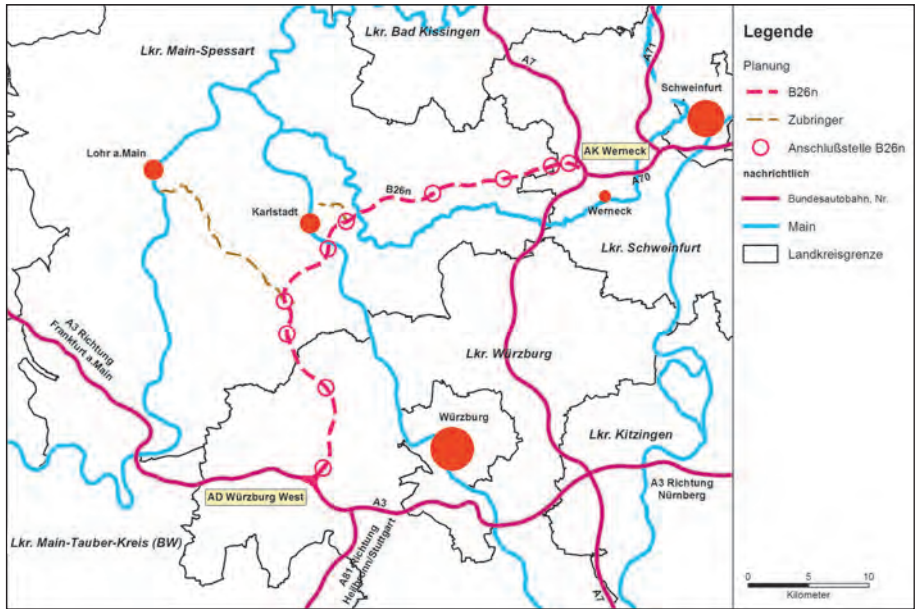 Lkr. Bad Kissingen
Lkr. Main-Spessart
A7
A71
Schweinfurt
AK Werneck
Lohr a.Main
B26n
A70
Karlstadt
Werneck
Lkr. Schweinfurt
A3 Richtung
Frankfurt a.Main
Lkr. Würzburg
Würzburg
Lkr. Kitzingen
A3 Richtung
Nürnberg
AD Würzburg West
A3
Lkr. Main-Tauber-Kreis (BW)
A81 Richtung
Heilbronn/Stuttgart
A7
Legende
Planung
B26n
Zubringer
Anschlußstelle B26n
nachrichtlich
Bundesautobahn, Nr.
Main
Landkreisgrenze
0 5 10
Kilometer